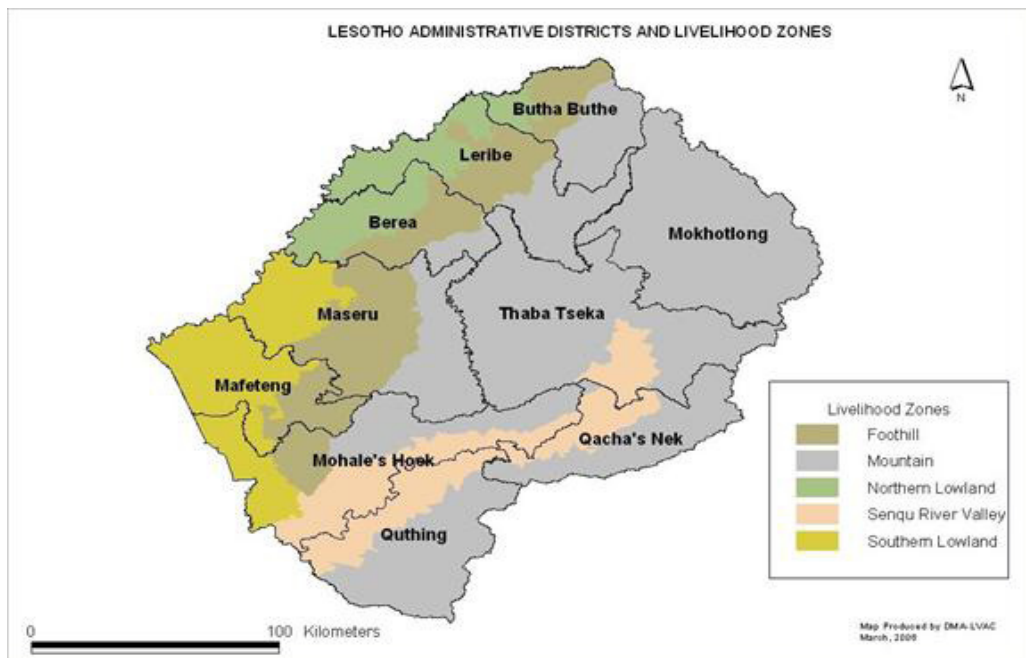 LESOTHO ADMINISTRATIVE DISTRICTS AND LIVELIHOOD ZONES
N
Butha Buthe
Leribe
Berea
Mokhotlong
Maseru
Thaba Tseka
Mafeteng
Mohale's Hoek
Qacha's Nek
Quthing
Livelihood Zones
Foothill
Mountain
Northern Lowland
Senqu River Valley
Southern Lowland
0 100 Kilometers
Map Produced by DMA-LVAC
March, 2006